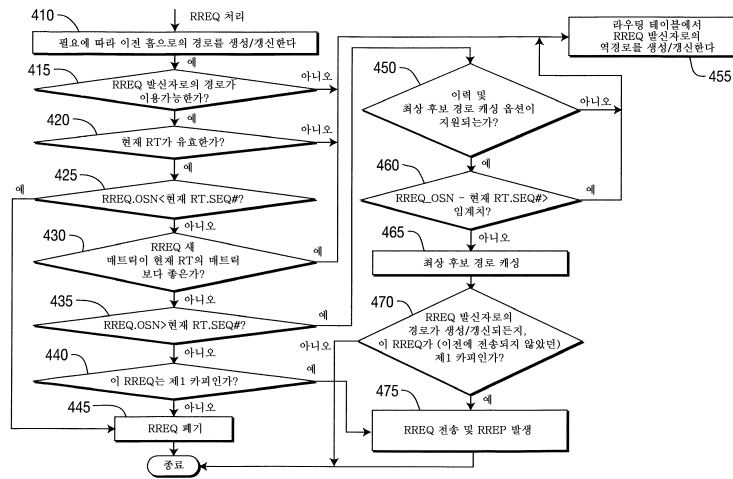 RREQ 처리
410
필요에 따라 이전 홉으로의 경로를 생성/갱신한다
예
415
RREQ 발신자로의 경로가
이용가능한가?
아니오
예
420
현재 RT가 유효한가?
아니오
예
425
예
RREQ.OSN<현재 RT.SEQ#?
아니오
430
RREQ 새
매트릭이 현재 RT의 매트릭
보다 좋은가?
예
아니오
435
RREQ.OSN>현재 RT.SEQ#?
예
아니오
440
이 RREQ는 제1 카피인가?
예
아니오
445
RREQ 폐기
종료
450
이력 및
최상 후보 경로 캐싱 옵션이
지원되는가?
아니오
예
라우팅 테이블에서
RREQ 발신자로의
역경로를 생성/갱신한다
455
460
RREQ_OSN - 현재 RT.SEQ#>
임계치?
예
아니오
465
최상 후보 경로 캐싱
470
RREQ 발신자로의
경로가 생성/갱신되든지,
이 RREQ가 (이전에 전송되지 않았던)
제1 카피인가?
아니오
예
475
RREQ 전송 및 RREP 발생